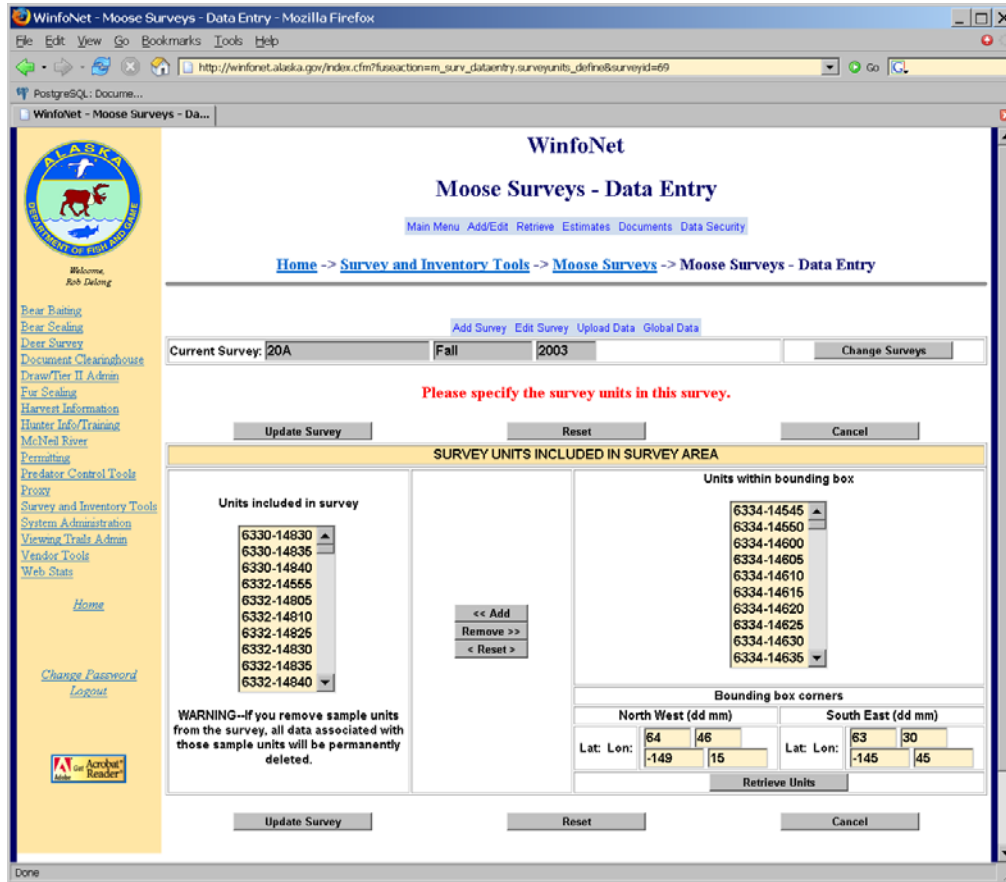 WinfoNet - Moose Surveys - Data Entry - Mozilla Firefox
File Edit View Go Bookmarks Tools Help
http://winfonet.alaska.gov/index.cfm?fuseaction=m_surv_dataentry.surveyunits_define&surveyid=69
Go
PostgreSQL: Docume...
WinfoNet - Moose Surveys - Da...
ALASKA
DEPARTMENT OF FISH AND GAME
Welcome,
Rob Delong
Bear Baiting
Bear Sealing
Deer Survey
Document Clearinghouse
Draw/Tier II Admin
Fur Sealing
Harvest Information
Hunter Info/Training
McNeil River
Permitting
Predator Control Tools
Proxy
Survey and Inventory Tools
System Administration
Viewing Trails Admin
Vendor Tools
Web Stats
Home
Change Password
Logout
Get Acrobat®
Adobe Reader®
WinfoNet
Moose Surveys - Data Entry
Main Menu Add/Edit Retrieve Estimates Documents Data Security
Home -> Survey and Inventory Tools -> Moose Surveys -> Moose Surveys - Data Entry
Add Survey Edit Survey Upload Data Global Data
Current Survey: 20A Fall 2003 Change Surveys
Please specify the survey units in this survey.
Update Survey Reset Cancel
SURVEY UNITS INCLUDED IN SURVEY AREA
Units included in survey
6330-14830
6330-14835
6330-14840
6332-14555
6332-14805
6332-14810
6332-14825
6332-14830
6332-14835
6332-14840
WARNING--If you remove sample units
from the survey, all data associated with
those sample units will be permanently
deleted.
<< Add
Remove >>
< Reset >
Units within bounding box
6334-14545
6334-14550
6334-14600
6334-14605
6334-14610
6334-14615
6334-14620
6334-14625
6334-14630
6334-14635
Bounding box corners
North West (dd mm) South East (dd mm)
Lat: Lon: 64 46 -149 15
Lat: Lon: 63 30 -145 45
Retrieve Units
Update Survey Reset Cancel
Done